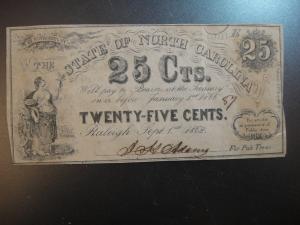 STATE OF NORTH CAROLINA
25
THE
25 CTS.
Will pay to Bearer at the Treasury
on or before January 1st 1866
TWENTY-FIVE CENTS.
Raleigh Sept. 1st 1862.
For Pub. Treas.